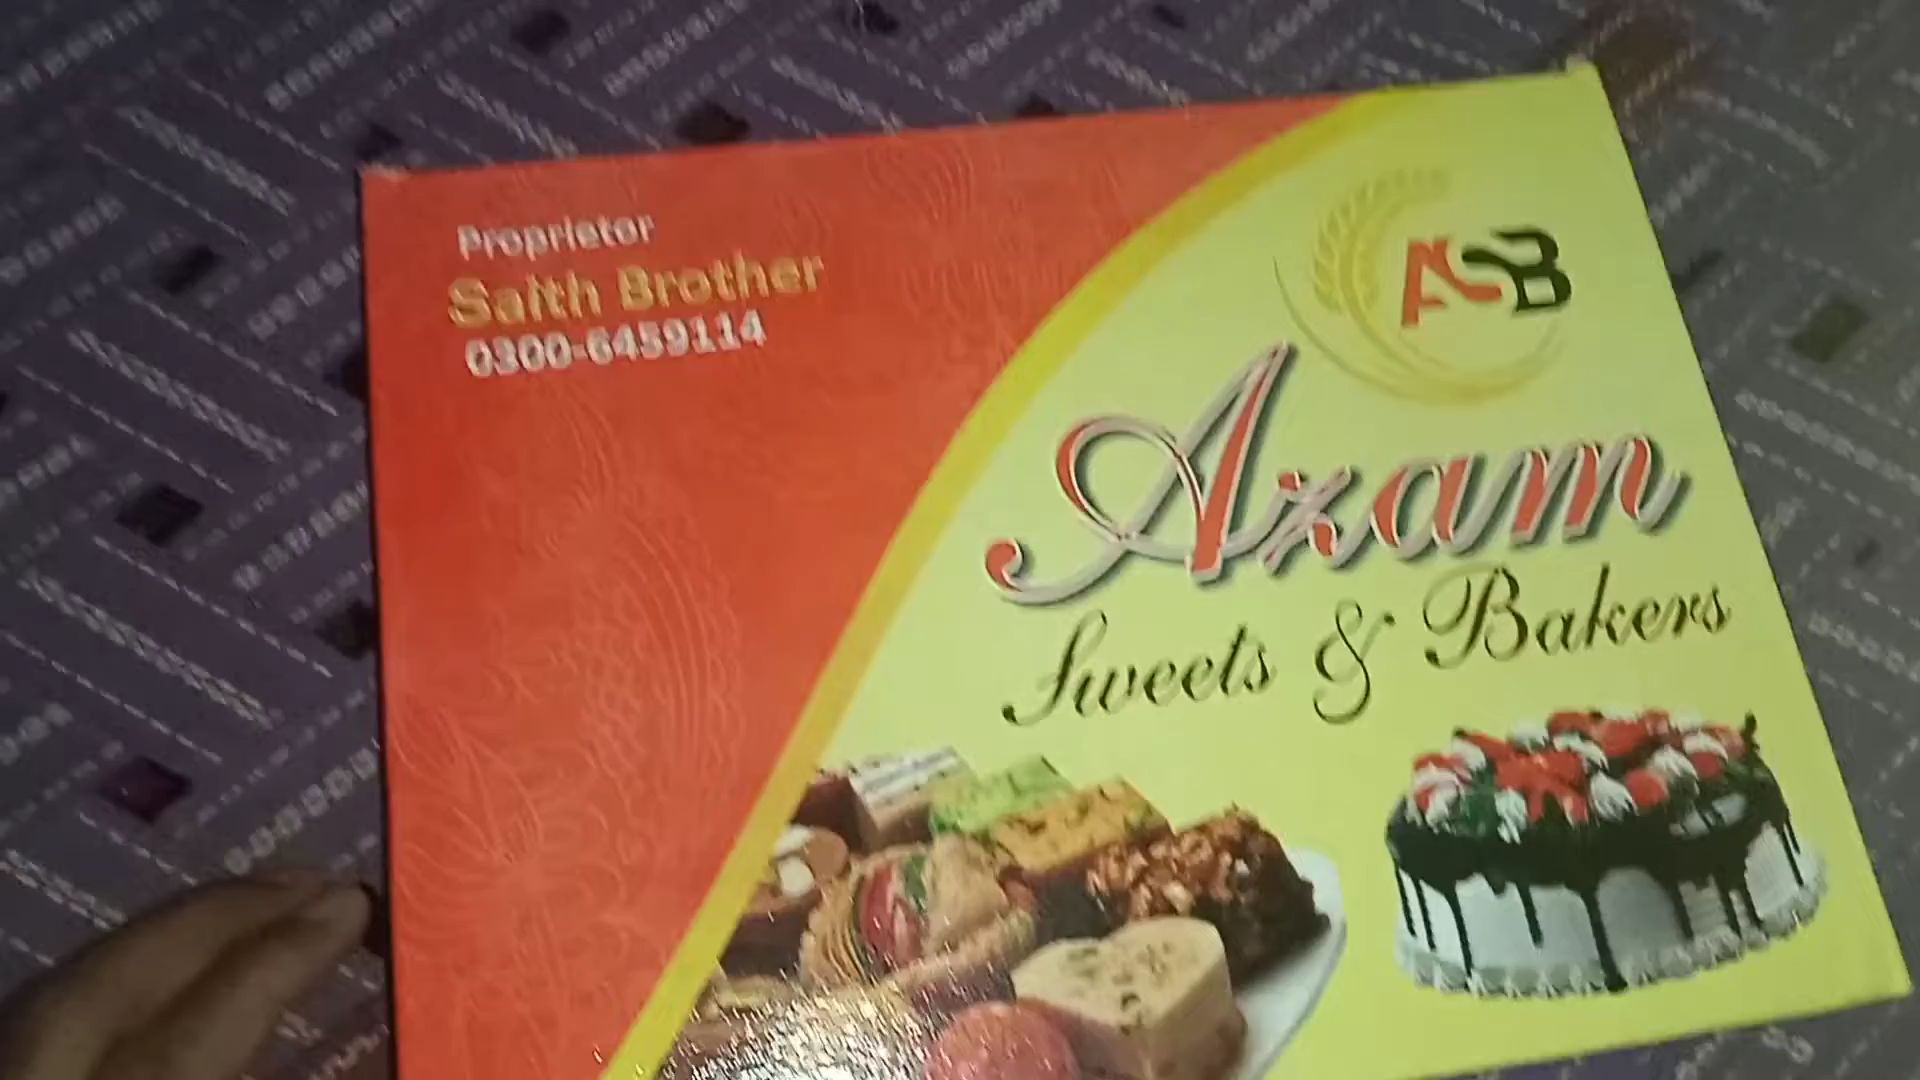 Proprietor
Saith Brother
0300-6459114
ASB
Azam
Sweets & Bakers